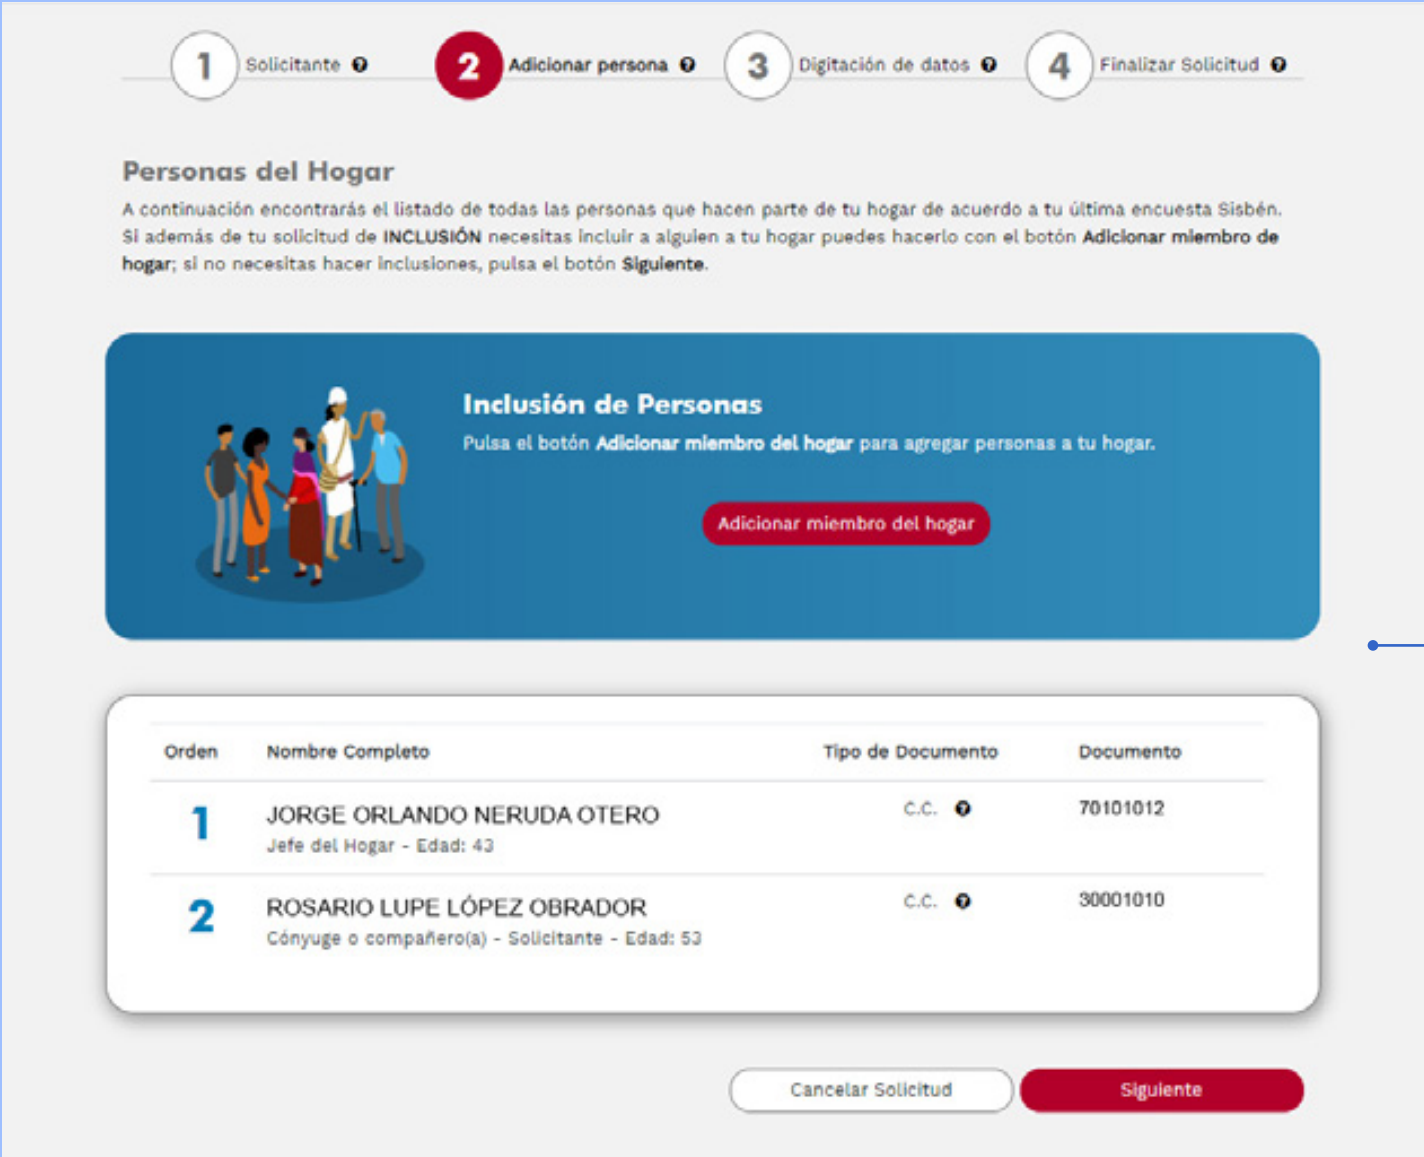 1 Solicitante ? 2 Adicionar persona ? 3 Digitación de datos ? 4 Finalizar Solicitud ?
Personas del Hogar
A continuación encontrarás el listado de todas las personas que hacen parte de tu hogar de acuerdo a tu última encuesta Sisbén.
Si además de tu solicitud de INCLUSIÓN necesitas incluir a alguien a tu hogar puedes hacerlo con el botón Adicionar miembro de
hogar; si no necesitas hacer inclusiones, pulsa el botón Siguiente.
Inclusión de Personas
Pulsa el botón Adicionar miembro del hogar para agregar personas a tu hogar.
Adicionar miembro del hogar
Orden Nombre Completo Tipo de Documento Documento
1 JORGE ORLANDO NERUDA OTERO C.C. ? 70101012
Jefe del Hogar - Edad: 43
2 ROSARIO LUPE LÓPEZ OBRADOR C.C. ? 30001010
Cónyuge o compañero(a) - Solicitante - Edad: 53
Cancelar Solicitud Siguiente